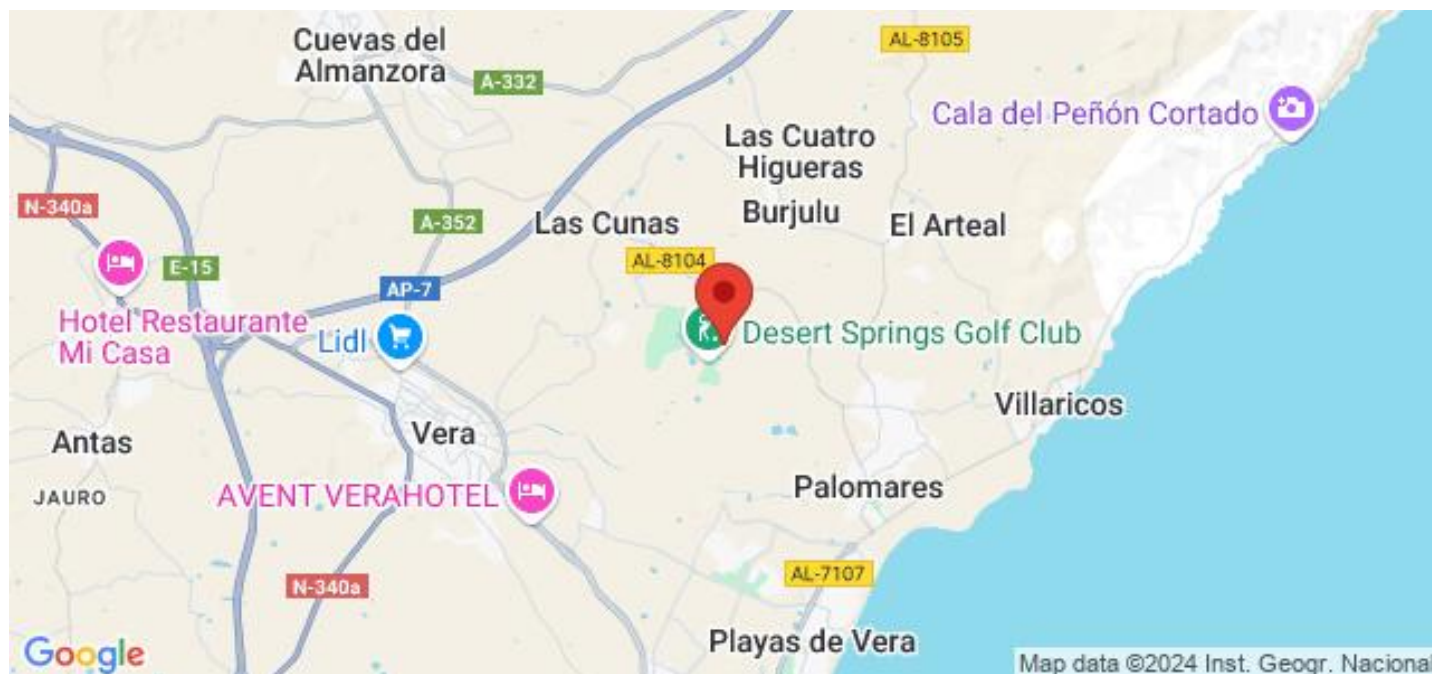 Cuevas del
Almanzora
AL-8105
A-332
Cala del Peñón Cortado
Las Cuatro
Higueras
N-340a
A-352
Las Cunas
Burjulu
El Arteal
E-15
AL-8104
AP-7
Hotel Restaurante
Mi Casa
Lidl
Desert Springs Golf Club
Villaricos
Antas
Vera
JAURO
AVENT VERAHOTEL
Palomares
N-340a
AL-7107
Playas de Vera
Google
Map data ©2024 Inst. Geogr. Nacional